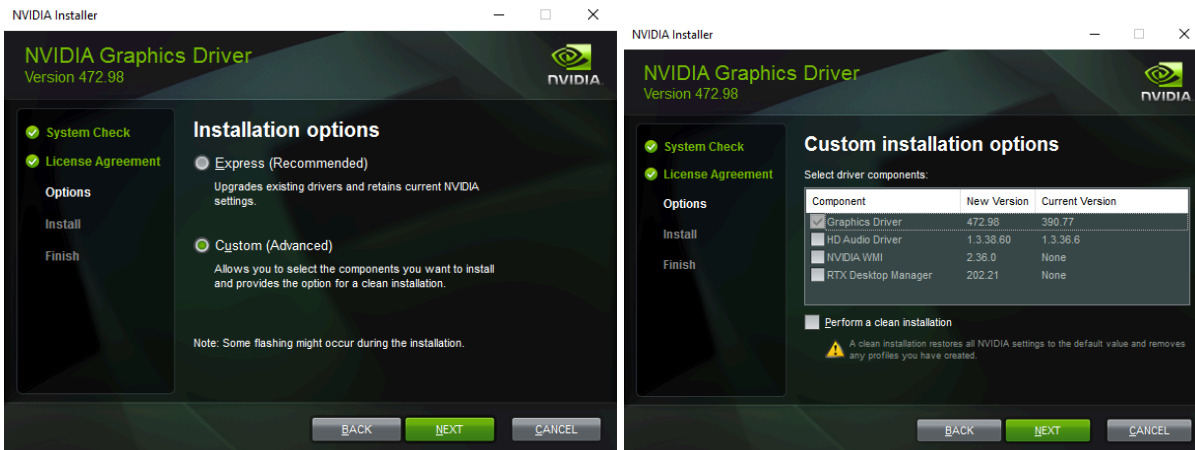 NVIDIA Installer
NVIDIA Graphics Driver
Version 472.98
NVIDIA.
System Check
License Agreement
Options
Install
Finish
Installation options
Express (Recommended)
Upgrades existing drivers and retains current NVIDIA
settings.
Custom (Advanced)
Allows you to select the components you want to install
and provides the option for a clean installation.
Note: Some flashing might occur during the installation.
BACK NEXT CANCEL
NVIDIA Installer
NVIDIA Graphics Driver
Version 472.98
NVIDIA
System Check
License Agreement
Options
Install
Finish
Custom installation options
Select driver components:
Component New Version Current Version
Graphics Driver 472.98 390.77
HD Audio Driver 1.3.38.60 1.3.36.6
NVIDIA WMI 2.36.0 None
RTX Desktop Manager 202.21 None
Perform a clean installation
A clean installation restores all NVIDIA settings to the default value and removes
any profiles you have created.
BACK NEXT CANCEL